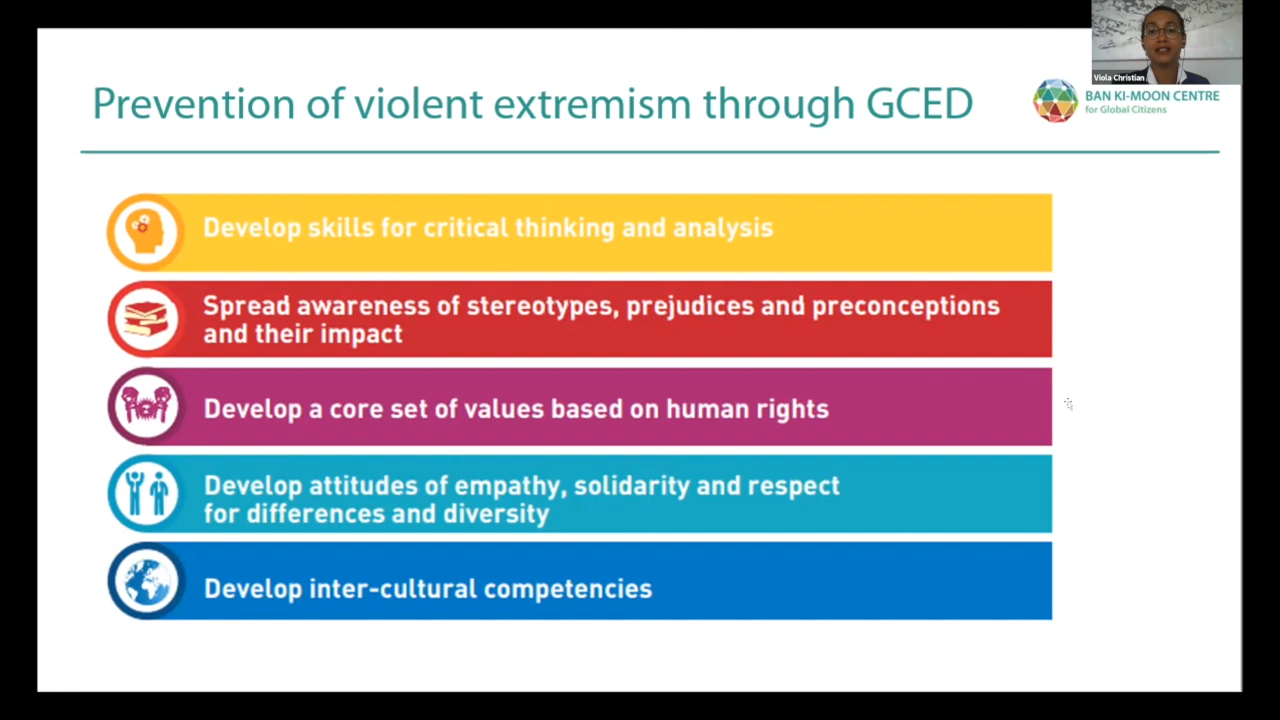 Viola Christian
Prevention of violent extremism through GCED
BAN KI-MOON CENTRE
for Global Citizens
Develop skills for critical thinking and analysis
Spread awareness of stereotypes, prejudices and preconceptions
and their impact
Develop a core set of values based on human rights
Develop attitudes of empathy, solidarity and respect
for differences and diversity
Develop inter-cultural competencies